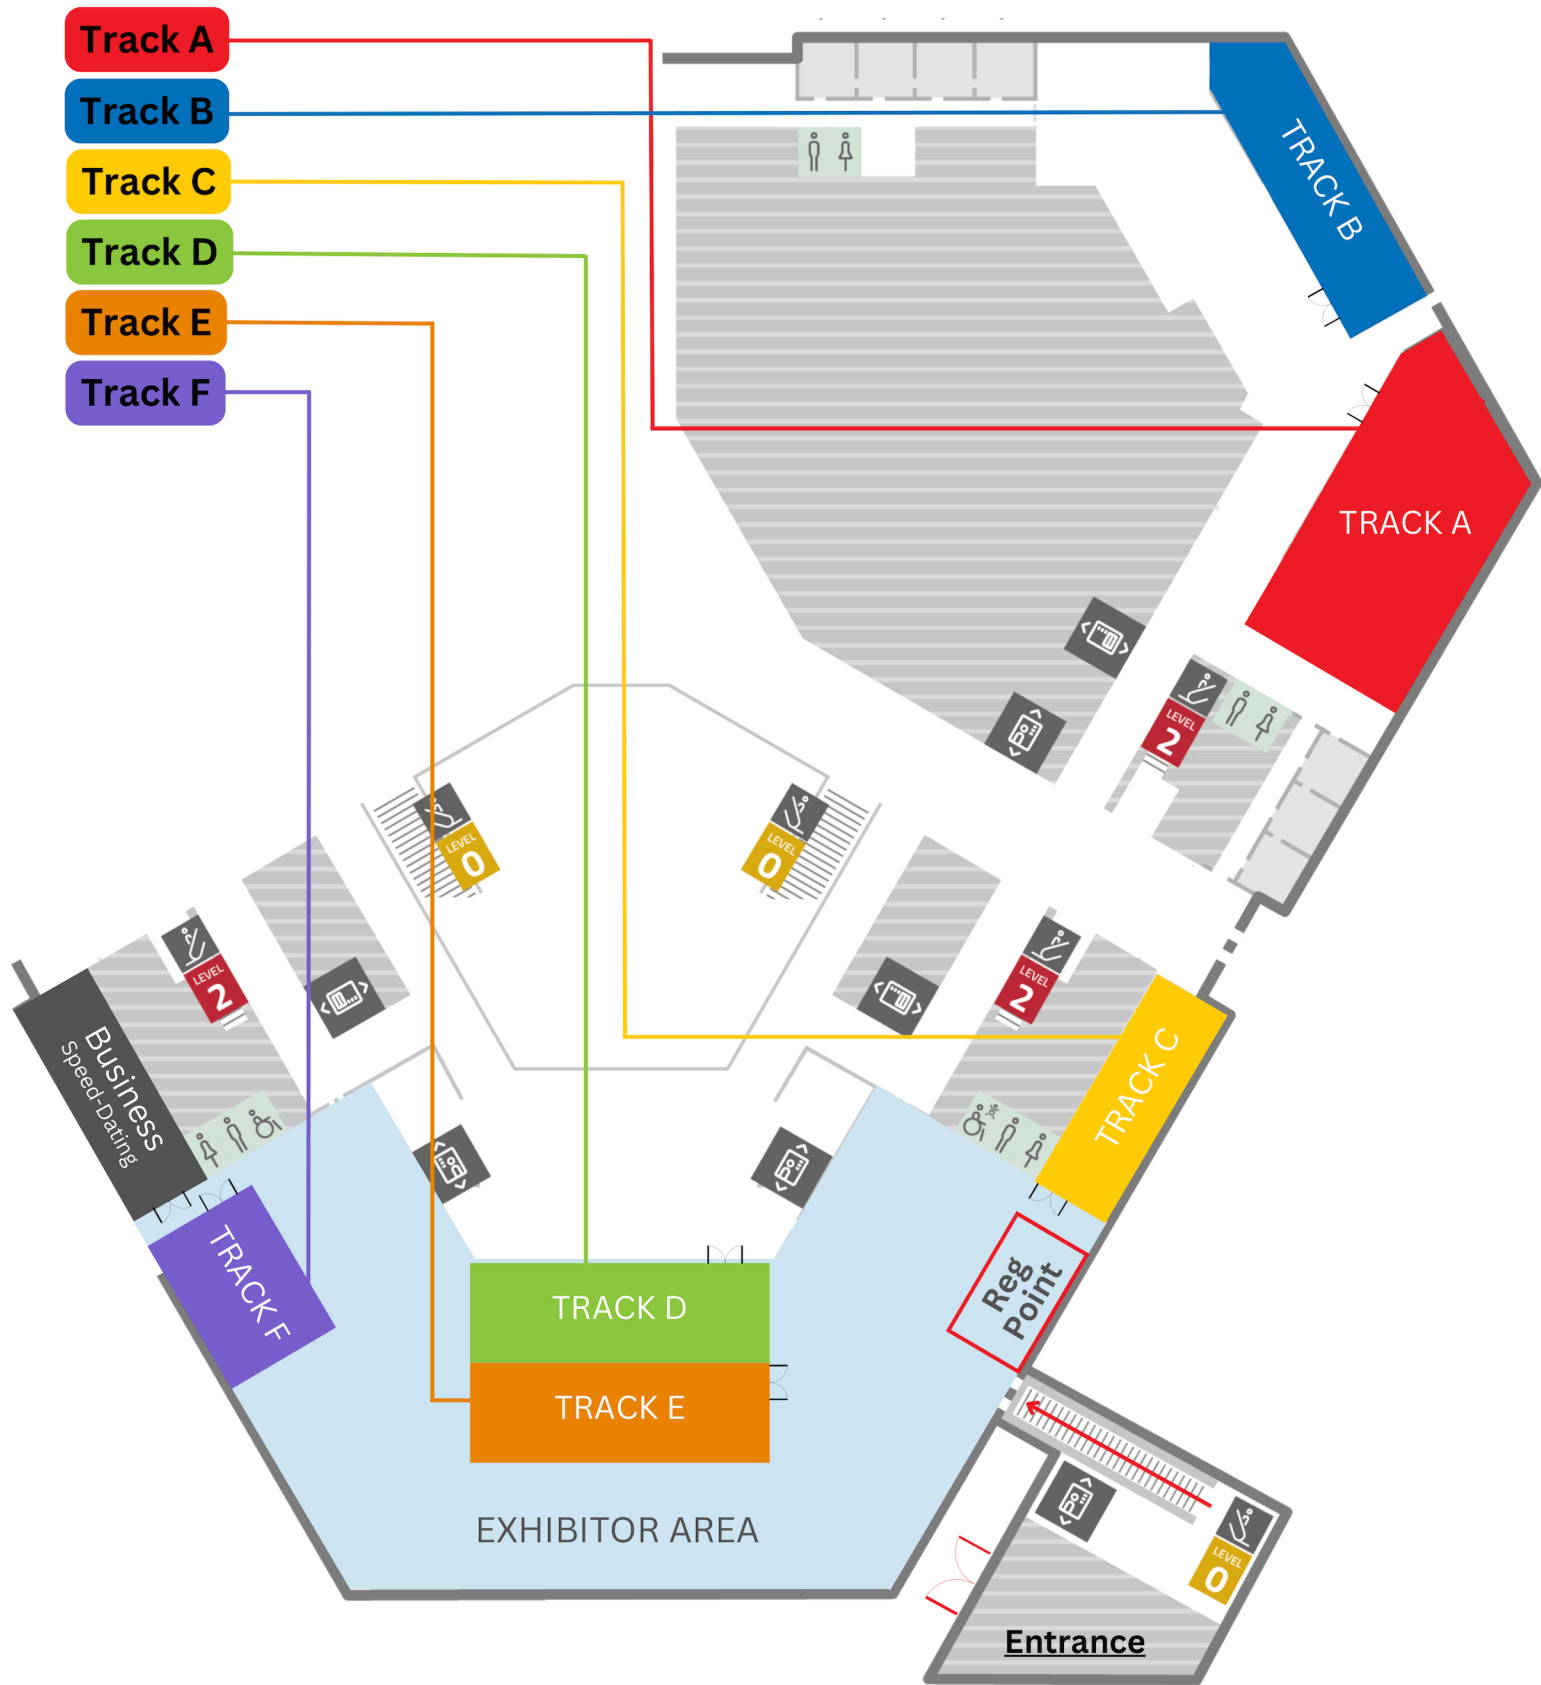 Track A
Track B
Track C
Track D
Track E
Track F
TRACK B
TRACK A
LEVEL
2
LEVEL
0
LEVEL
0
LEVEL
2
LEVEL
2
Business
Speed-Dating
TRACK C
TRACK F
TRACK D
TRACK E
Reg
Point
EXHIBITOR AREA
LEVEL
0
Entrance